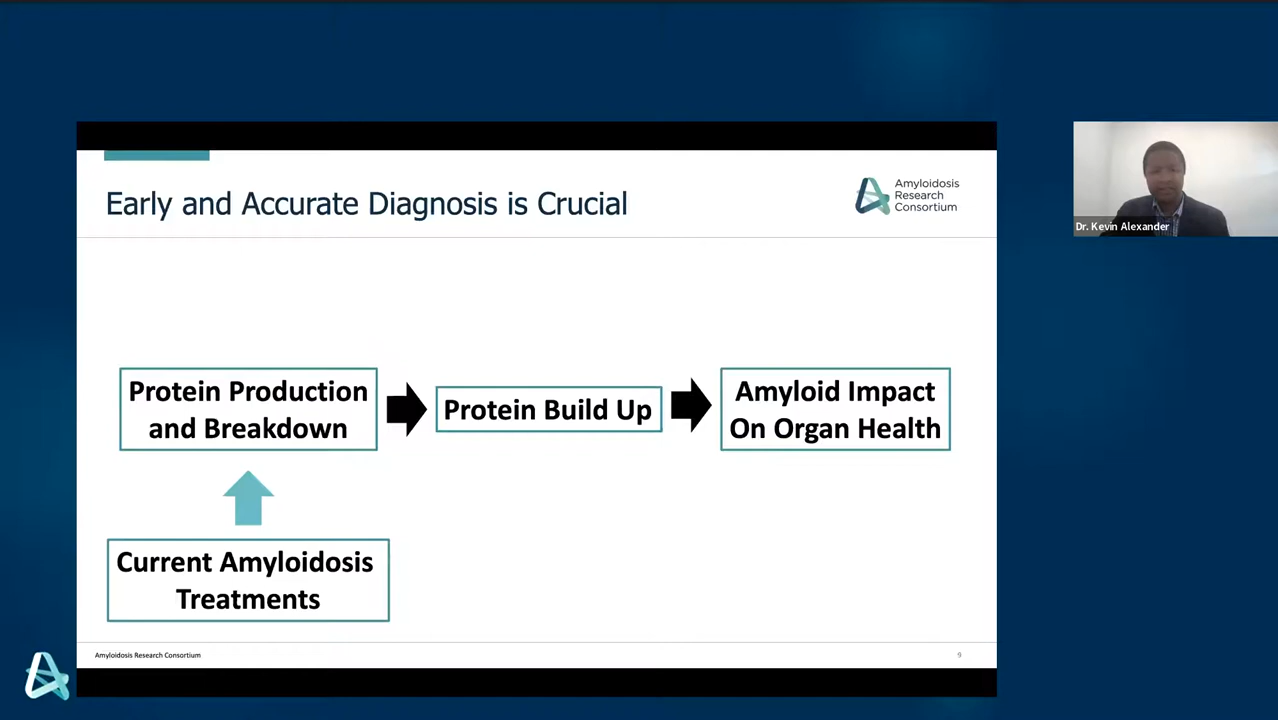 Early and Accurate Diagnosis is Crucial
Amyloidosis
Research
Consortium
Dr. Kevin Alexander
Protein Production
and Breakdown
Protein Build Up
Amyloid Impact
On Organ Health
Current Amyloidosis
Treatments
Amyloidosis Research Consortium
9